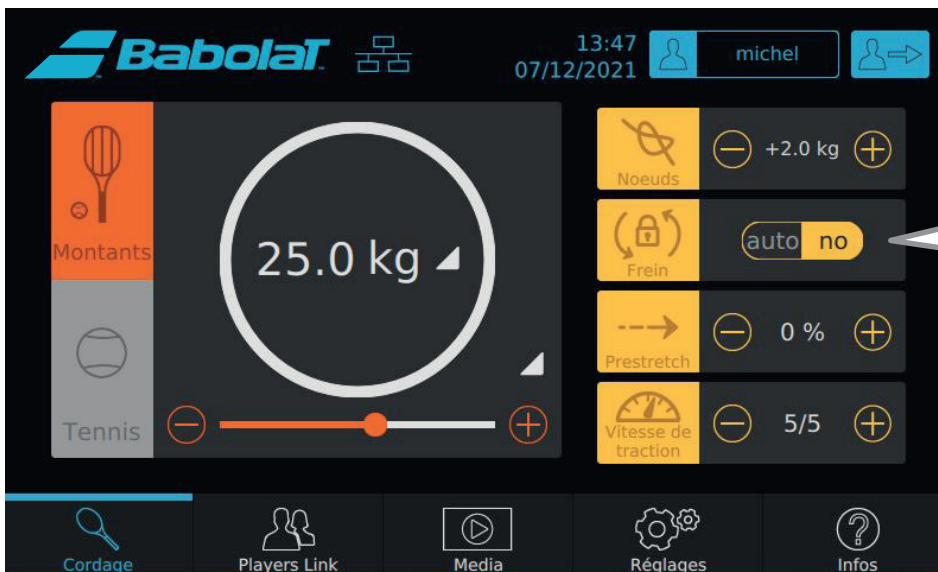 BabolaT
13:47
07/12/2021
michel
Montants
25.0 kg
Tennis
Noeuds
+2.0 kg
Frein
auto no
Prestretch
0 %
Vitesse de
traction
5/5
Cordage
Players Link
Media
Réglages
Infos